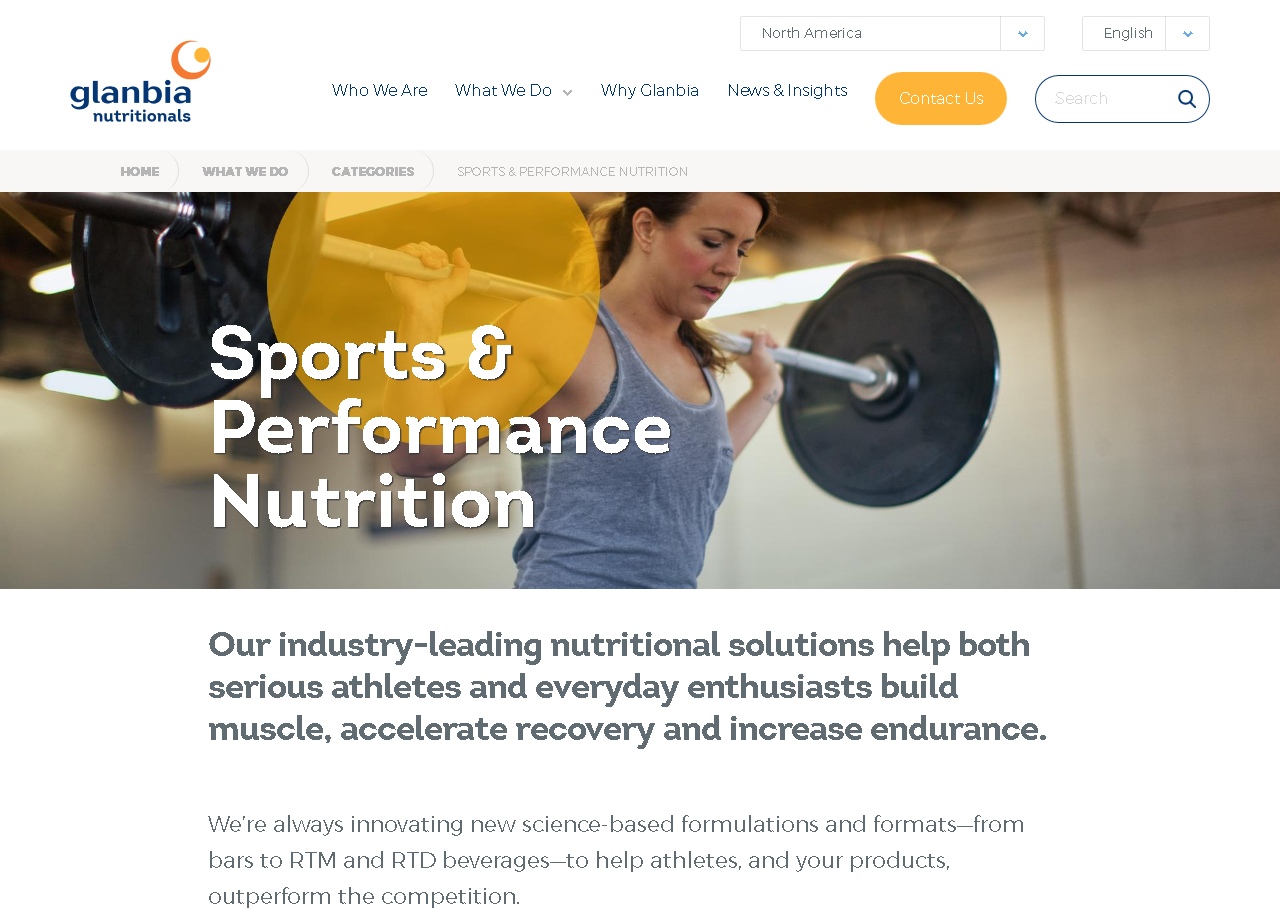 North America
English
glanbia
nutritionals
Who We Are
What We Do
Why Glanbia
News & Insights
Contact Us
Search
HOME
WHAT WE DO
CATEGORIES
SPORTS & PERFORMANCE NUTRITION
Sports &
Performance
Nutrition
Our industry-leading nutritional solutions help both
serious athletes and everyday enthusiasts build
muscle, accelerate recovery and increase endurance.
We’re always innovating new science-based formulations and formats—from
bars to RTM and RTD beverages—to help athletes, and your products,
outperform the competition.